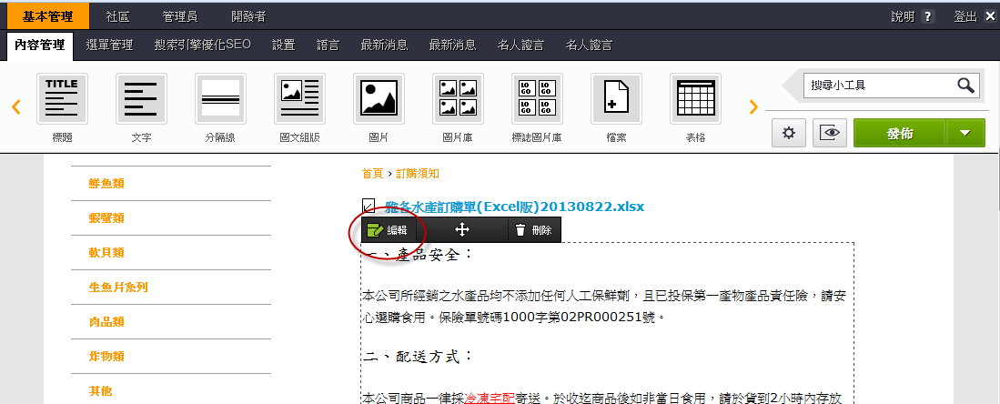 基本管理 社區 管理員 開發者 說明 ? 登出
內容管理 選單管理 搜索引擎優化SEO 設置 語言 最新消息 最新消息 名人證言 名人證言
TITLE
LO GO LO GO LO GO LO GO
標題 文字 分隔線 圖文組版 圖片 圖片庫 標誌圖片庫 檔案 表格
搜尋小工具
發佈
鮮魚類
蝦蟹類
軟貝類
生魚片系列
肉品類
炸物類
其他
首頁 › 訂購須知
雅各水產訂購單(Excel版)20130822.xlsx
編輯 刪除
一、產品安全：
本公司所經銷之水產品均不添加任何人工保鮮劑，且已投保第一產物產品責任險，請安
心選購食用。保險單號碼1000字第02PR000251號。
二、配送方式：
本公司商品一律採冷凍宅配寄送。於收迄商品後如非當日食用，請於貨到2小時內存放